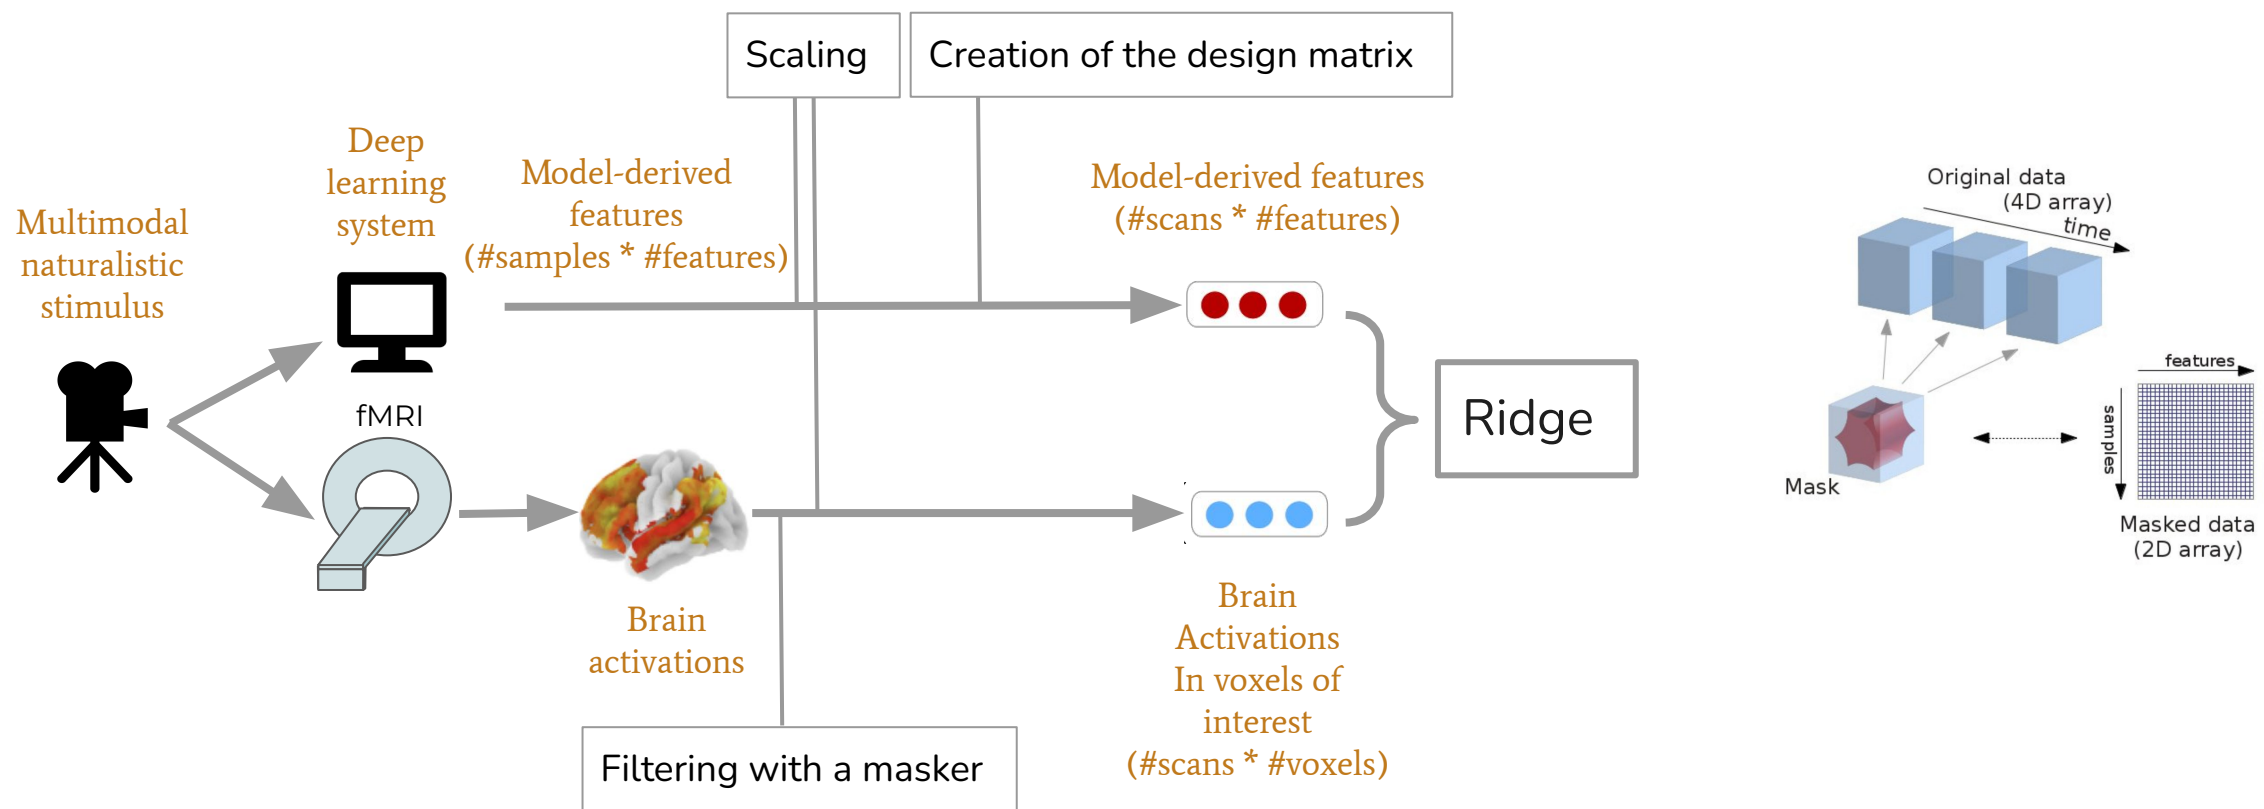 Scaling
Creation of the design matrix
Multimodal
naturalistic
stimulus
Deep
learning
system
Model-derived
features
(#samples * #features)
Model-derived features
(#scans * #features)
fMRI
Brain
activations
Filtering with a masker
Brain
Activations
In voxels of
interest
(#scans * #voxels)
Ridge
Original data
(4D array)
time
Mask
features
samples
Masked data
(2D array)